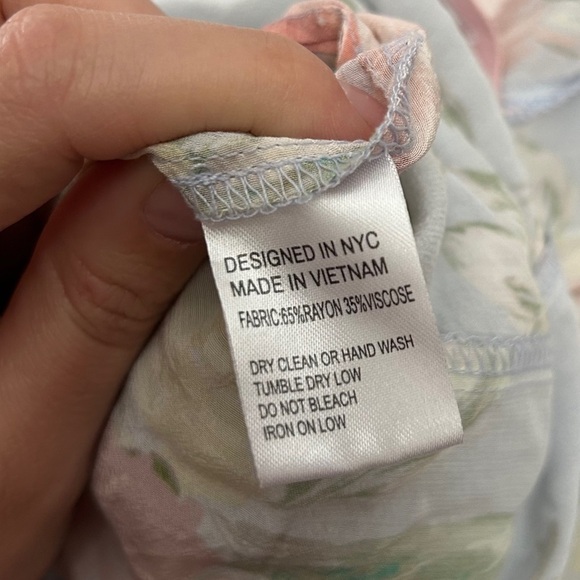 DESIGNED IN NYC
MADE IN VIETNAM
FABRIC:65%RAYON 35%VISCOSE
DRY CLEAN OR HAND WASH
TUMBLE DRY LOW
DO NOT BLEACH
IRON ON LOW